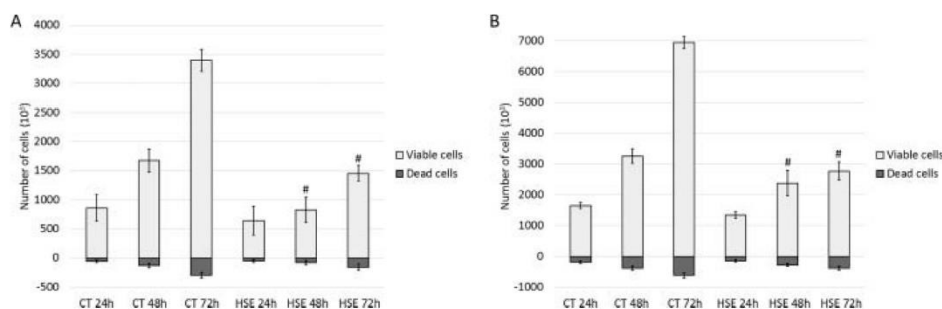 A
4000
3500
3000
2500
2000
1500
1000
500
0
-500
Number of cells (10³)
#
#
CT 24h CT 48h CT 72h HSE 24h HSE 48h HSE 72h
Viable cells
Dead cells
B
7000
6000
5000
4000
3000
2000
1000
0
-1000
Number of cells (10³)
#
#
CT 24h CT 48h CT 72h HSE 24h HSE 48h HSE 72h
Viable cells
Dead cells